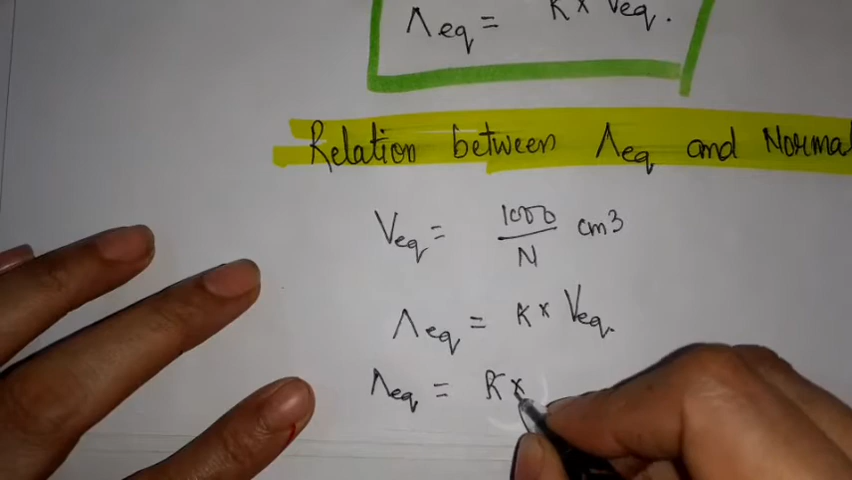 Λeq = K × Veq.
Relation between Λeq and Normal
Veq = 1000/N cm3
Λeq = K × Veq.
Λeq = K ×